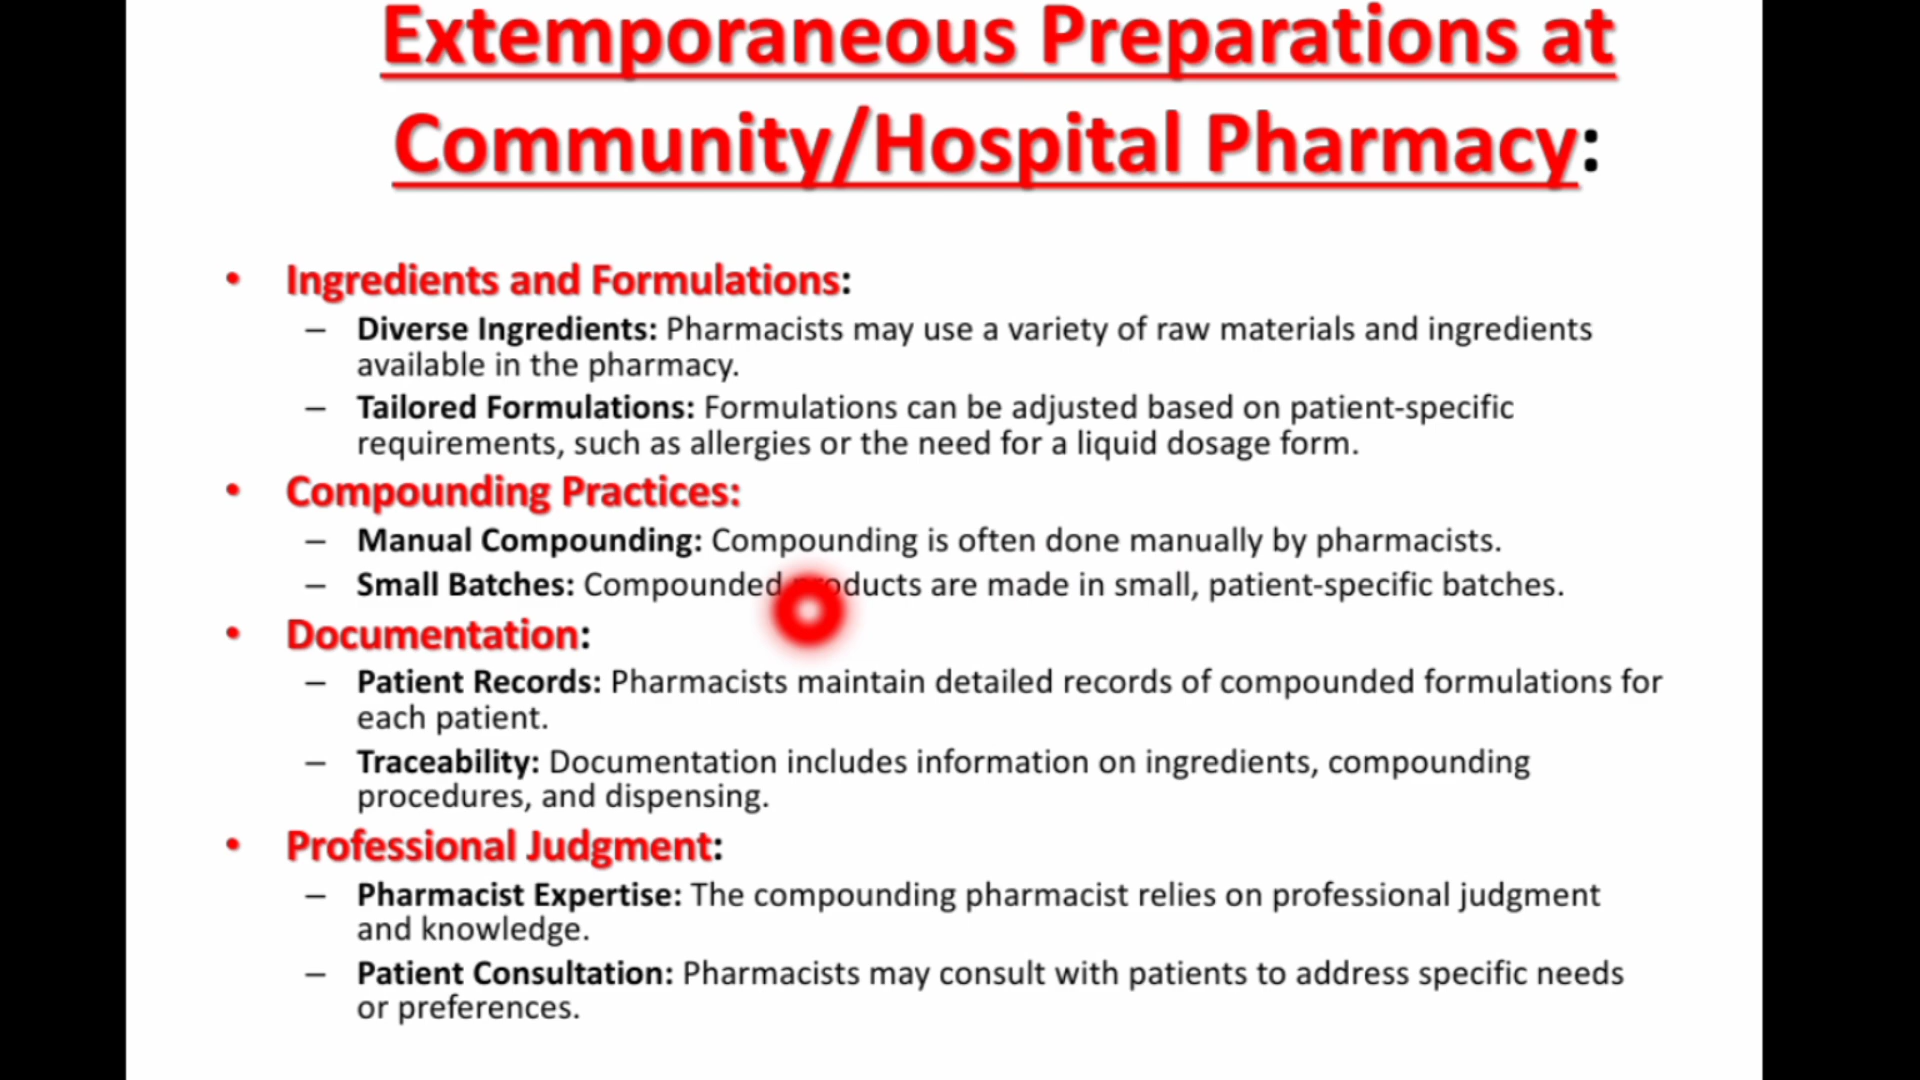 Extemporaneous Preparations at
Community/Hospital Pharmacy:
• Ingredients and Formulations:
– Diverse Ingredients: Pharmacists may use a variety of raw materials and ingredients
available in the pharmacy.
– Tailored Formulations: Formulations can be adjusted based on patient-specific
requirements, such as allergies or the need for a liquid dosage form.
• Compounding Practices:
– Manual Compounding: Compounding is often done manually by pharmacists.
– Small Batches: Compounded products are made in small, patient-specific batches.
• Documentation:
– Patient Records: Pharmacists maintain detailed records of compounded formulations for
each patient.
– Traceability: Documentation includes information on ingredients, compounding
procedures, and dispensing.
• Professional Judgment:
– Pharmacist Expertise: The compounding pharmacist relies on professional judgment
and knowledge.
– Patient Consultation: Pharmacists may consult with patients to address specific needs
or preferences.